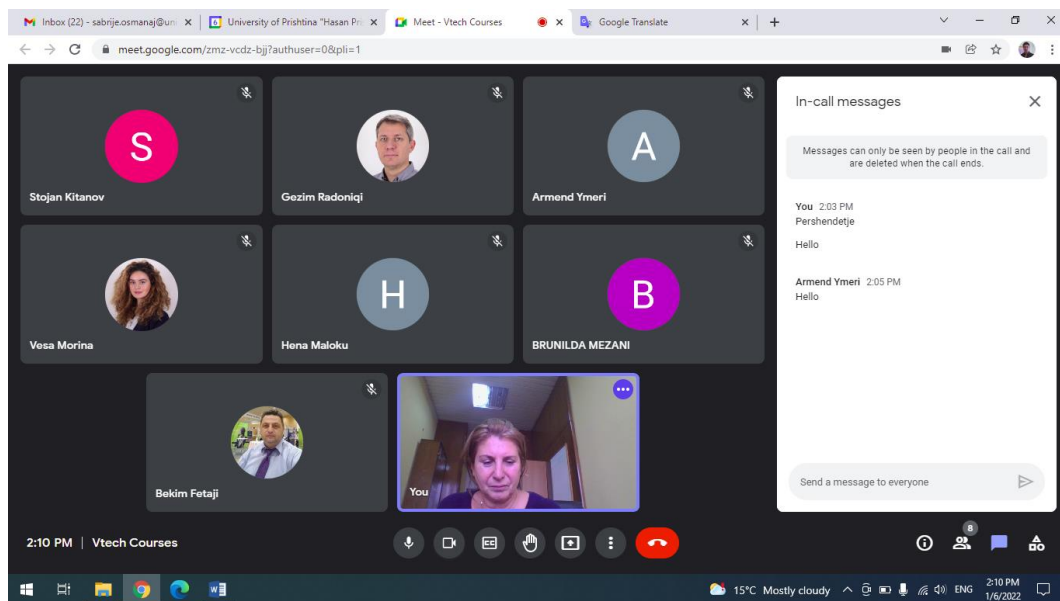 Inbox (22) - sabrije.osmanaj@uni
6
University of Prishtina "Hasan Pri
Meet - Vtech Courses
Google Translate
meet.google.com/zmz-vcdz-bjj?authuser=0&pli=1
S
Stojan Kitanov
Gezim Radoniqi
A
Armend Ymeri
Vesa Morina
H
Hena Maloku
B
BRUNILDA MEZANI
Bekim Fetaji
You
In-call messages
Messages can only be seen by people in the call and
are deleted when the call ends.
You 2:03 PM
Pershendetje
Hello
Armend Ymeri 2:05 PM
Hello
Send a message to everyone
2:10 PM | Vtech Courses
CC
8
15°C Mostly cloudy
ENG
2:10 PM
1/6/2022